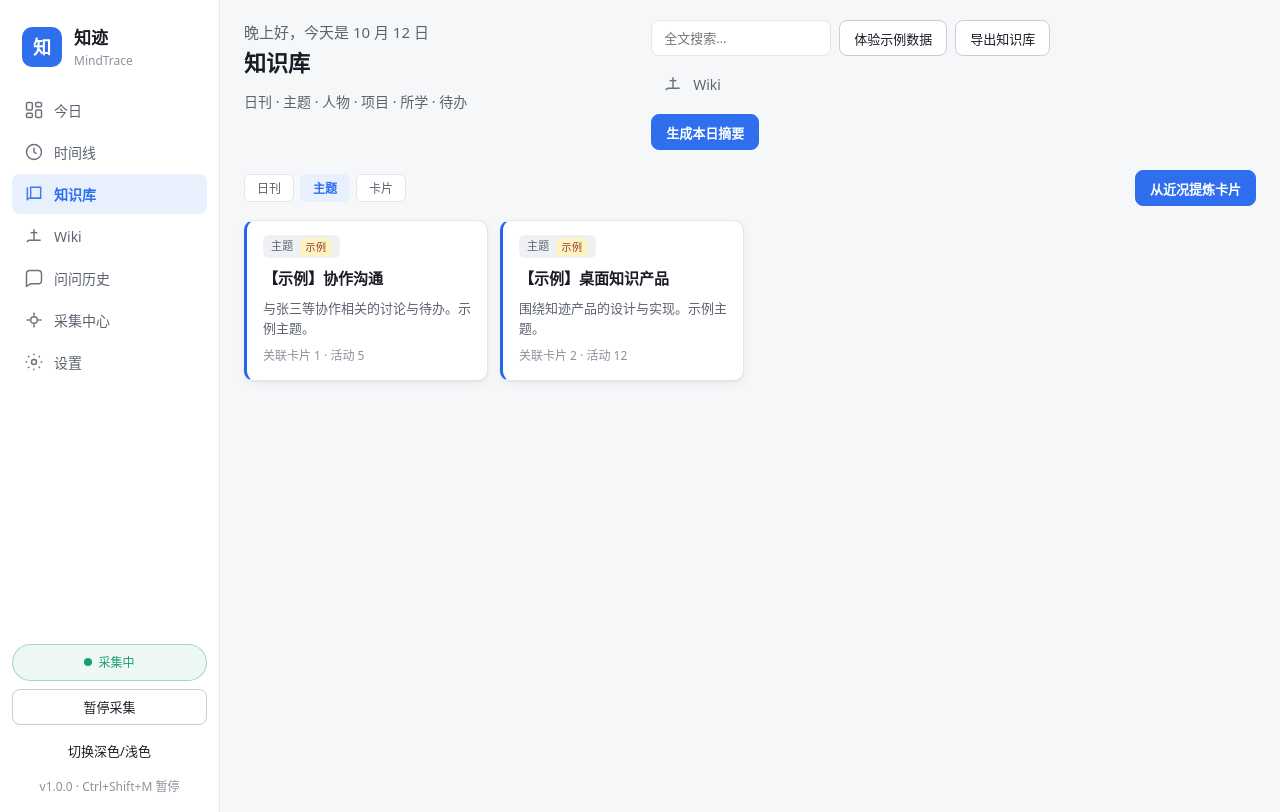 知
知迹
MindTrace
今日
时间线
知识库
Wiki
问问历史
采集中心
设置
采集中
暂停采集
切换深色/浅色
v1.0.0 · Ctrl+Shift+M 暂停
晚上好，今天是 10 月 12 日
知识库
日刊 · 主题 · 人物 · 项目 · 所学 · 待办
全文搜索...
体验示例数据
导出知识库
Wiki
生成本日摘要
日刊
主题
卡片
从近况提炼卡片
主题 示例
【示例】协作沟通
与张三等协作相关的讨论与待办。示
例主题。
关联卡片 1 · 活动 5
主题 示例
【示例】桌面知识产品
围绕知迹产品的设计与实现。示例主
题。
关联卡片 2 · 活动 12